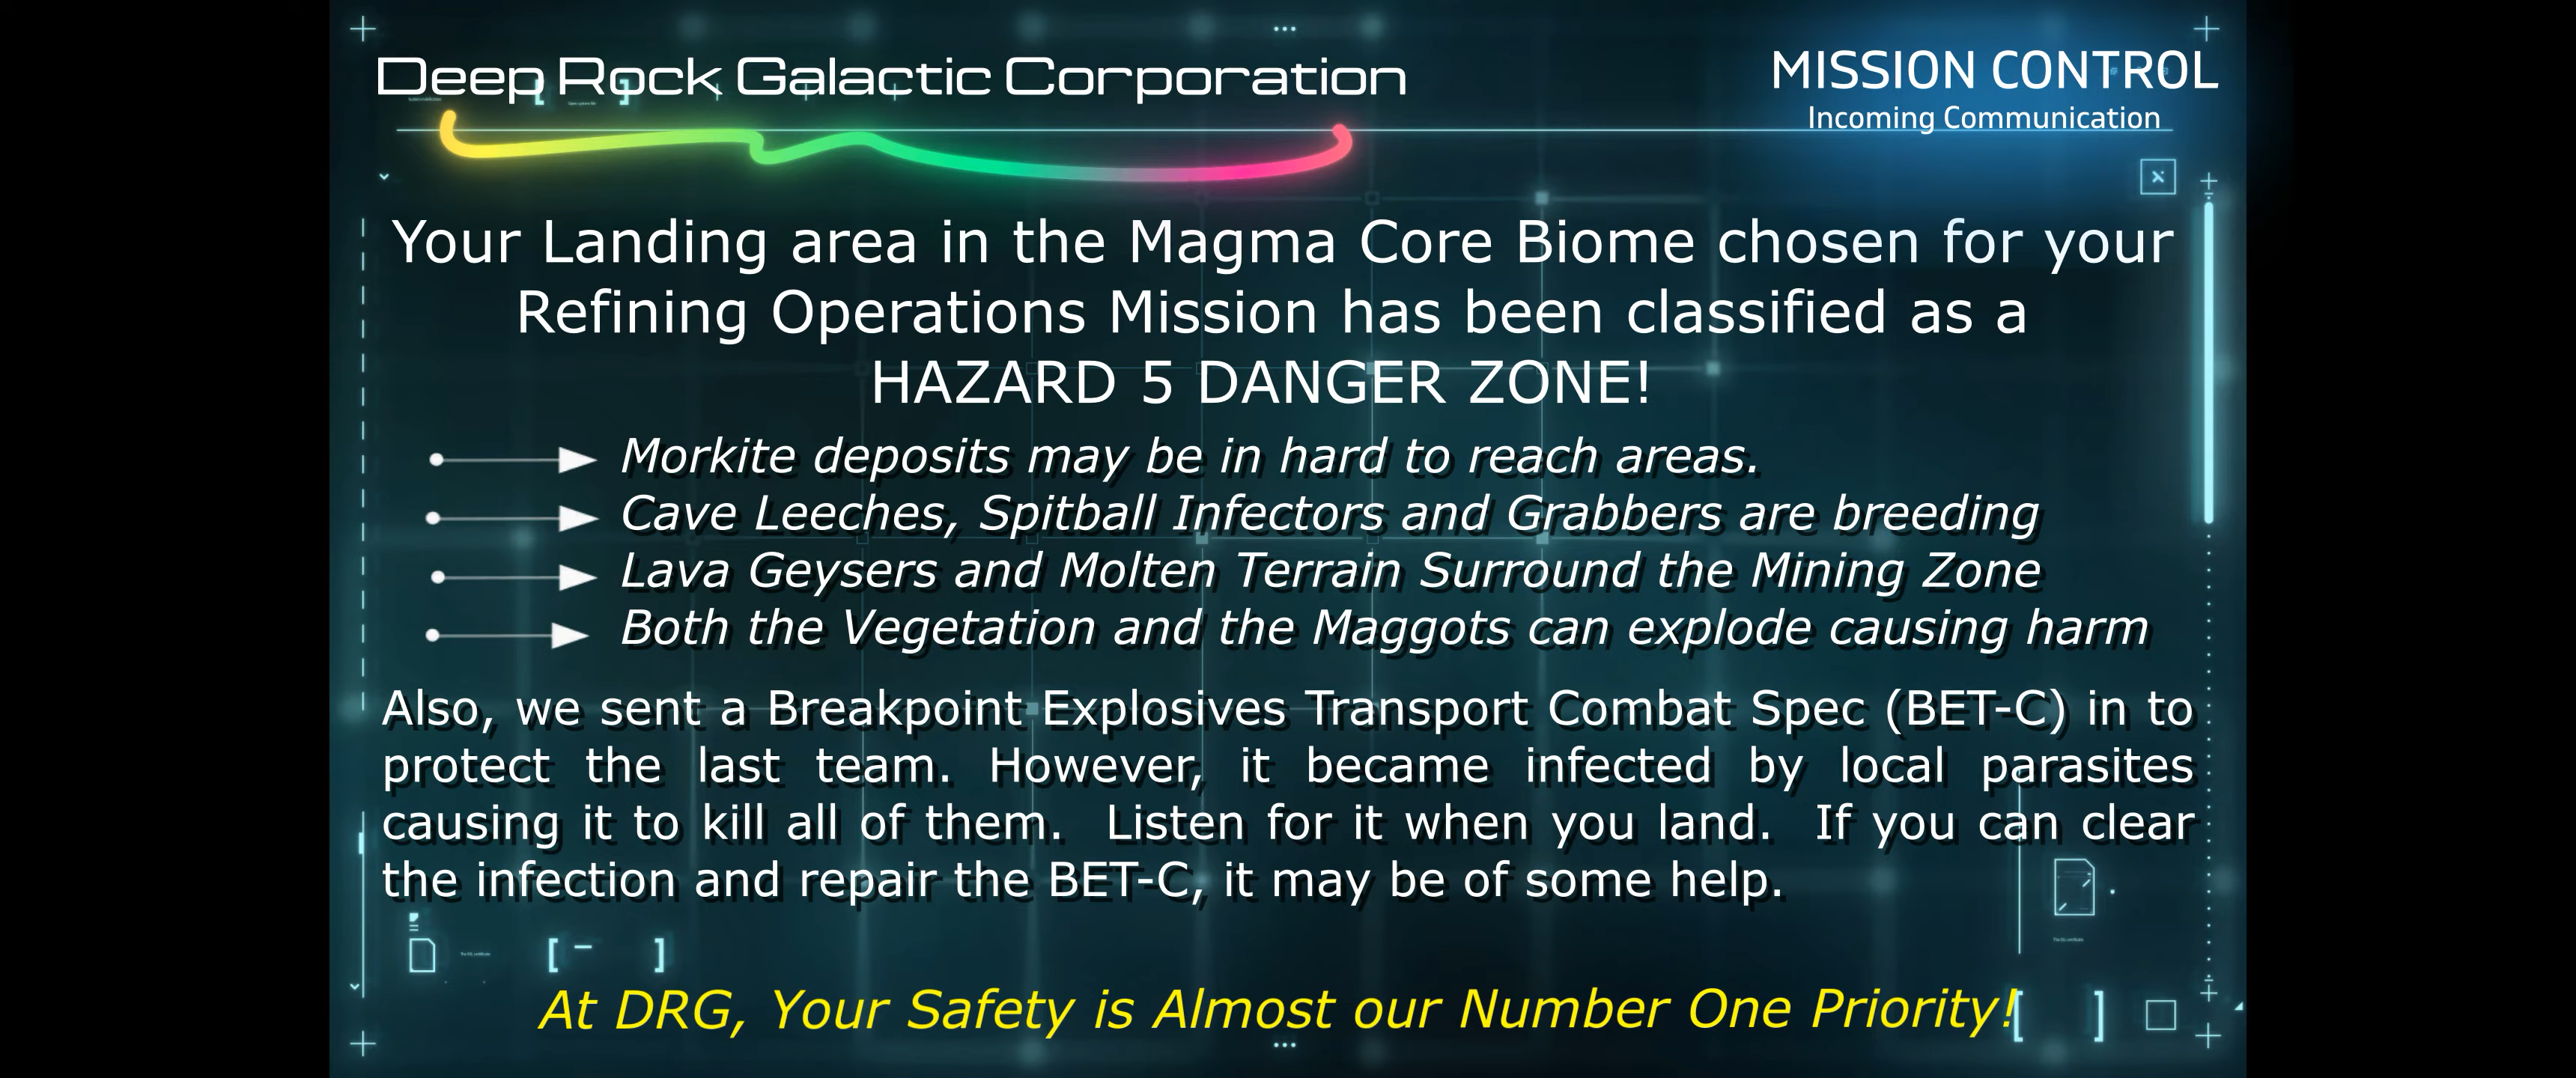 Deep Rock Galactic Corporation
MISSION CONTROL
Incoming Communication
Your Landing area in the Magma Core Biome chosen for your
Refining Operations Mission has been classified as a
HAZARD 5 DANGER ZONE!
Morkite deposits may be in hard to reach areas.
Cave Leeches, Spitball Infectors and Grabbers are breeding
Lava Geysers and Molten Terrain Surround the Mining Zone
Both the Vegetation and the Maggots can explode causing harm
Also, we sent a Breakpoint Explosives Transport Combat Spec (BET-C) in to
protect the last team. However, it became infected by local parasites
causing it to kill all of them. Listen for it when you land. If you can clear
the infection and repair the BET-C, it may be of some help.
At DRG, Your Safety is Almost our Number One Priority!